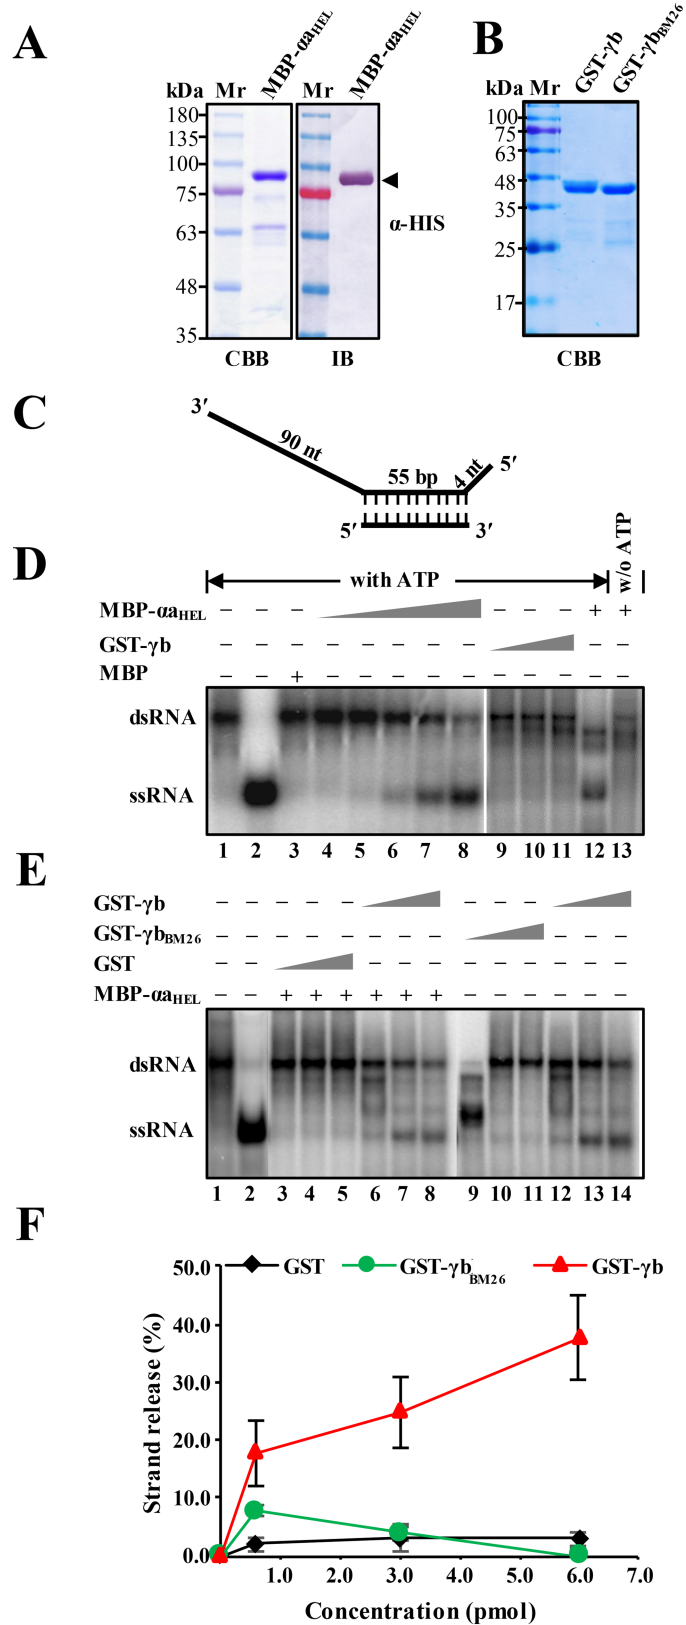 A
MBP-αaHEL
MBP-αaHEL
kDa Mr Mr
180
135
100
75
63
48
35
α-HIS
CBB IB
B
GST-γb
GST-γbBM26
kDa Mr
100
75
63
48
35
25
17
CBB
C
3′
90 nt
55 bp
4 nt
5′
5′ 3′
D
with ATP
w/o ATP
MBP-αaHEL − − − − − − + +
GST-γb − − − − − − − − − −
MBP − − + − − − − − − − − − −
dsRNA
ssRNA
1 2 3 4 5 6 7 8 9 10 11 12 13
E
GST-γb − − − − − − − −
GST-γbBM26 − − − − − − − − − − −
GST − − − − − − − − − − −
MBP-αaHEL − − + + + + + + − − − − − −
dsRNA
ssRNA
1 2 3 4 5 6 7 8 9 10 11 12 13 14
F
GST GST-γbBM26 GST-γb
50.0
40.0
30.0
20.0
10.0
0.0
Strand release (%)
1.0 2.0 3.0 4.0 5.0 6.0 7.0
Concentration (pmol)